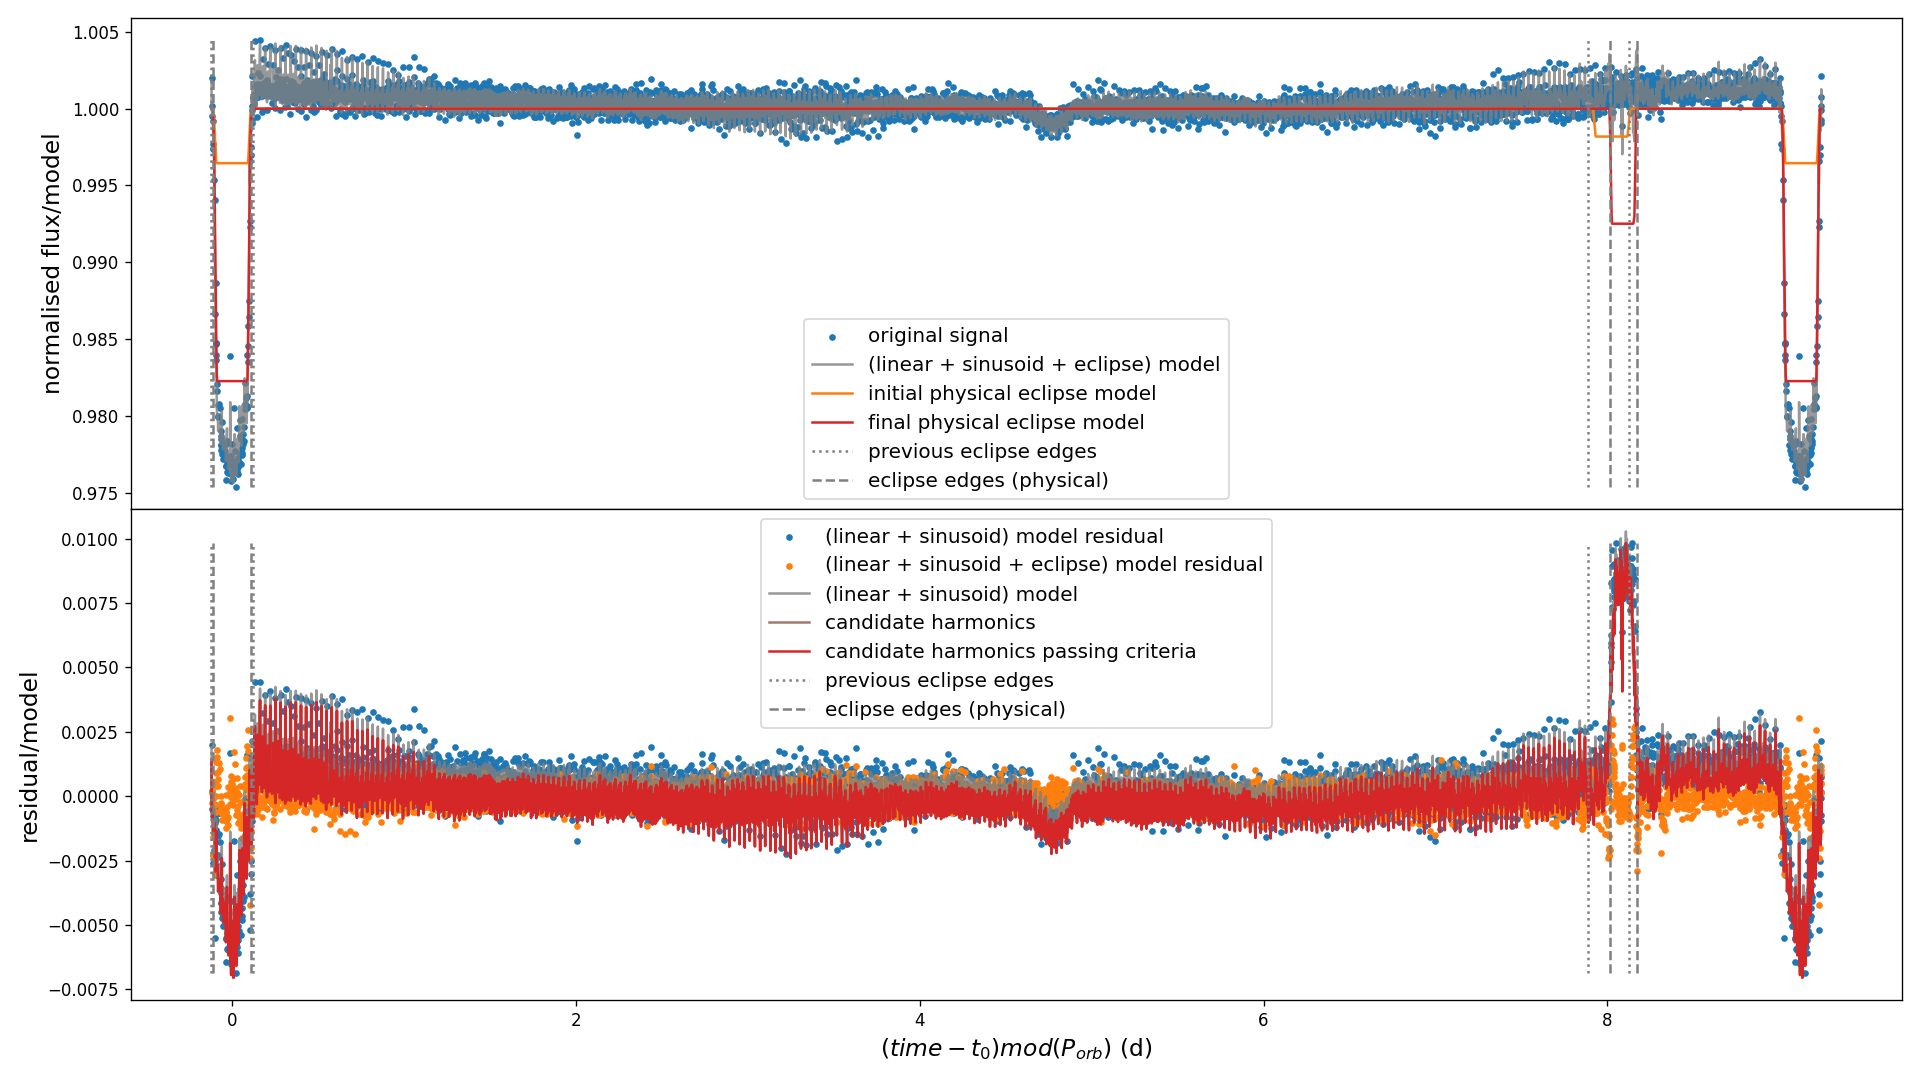 1.005
1.000
0.995
0.990
0.985
0.980
0.975
normalised flux/model
original signal
(linear + sinusoid + eclipse) model
initial physical eclipse model
final physical eclipse model
previous eclipse edges
eclipse edges (physical)
0.0100
0.0075
0.0050
0.0025
0.0000
−0.0025
−0.0050
−0.0075
residual/model
(linear + sinusoid) model residual
(linear + sinusoid + eclipse) model residual
(linear + sinusoid) model
candidate harmonics
candidate harmonics passing criteria
previous eclipse edges
eclipse edges (physical)
0 2 4 6 8
(time − t₀)mod(P_orb) (d)